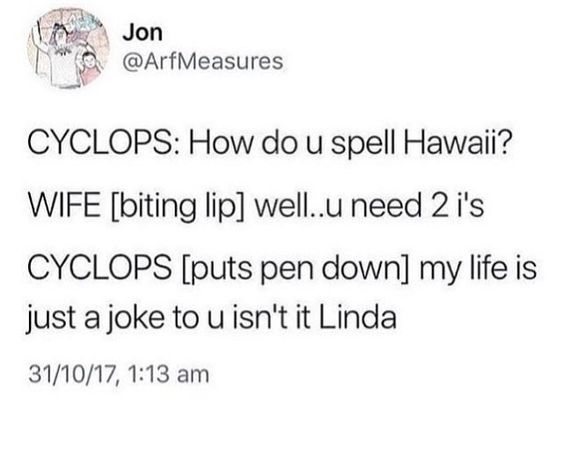 Jon
@ArfMeasures
CYCLOPS: How do u spell Hawaii?
WIFE [biting lip] well..u need 2 i's
CYCLOPS [puts pen down] my life is
just a joke to u isn't it Linda
31/10/17, 1:13 am